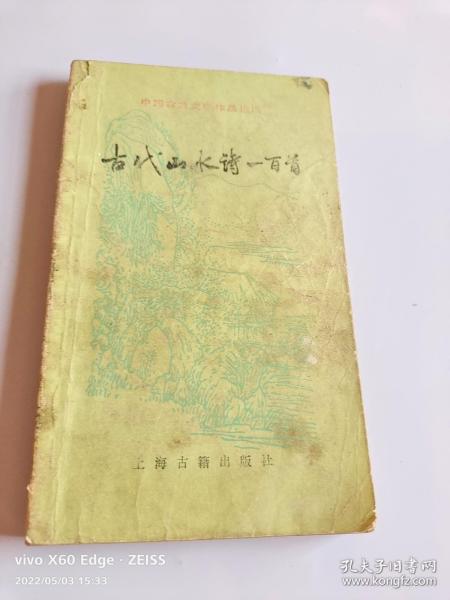 中国古典文学作品选读
古代山水诗一百首
上海古籍出版社
vivo X60 Edge · ZEISS
2022/05/03 15:33
孔夫子旧书网
www.kongfz.com